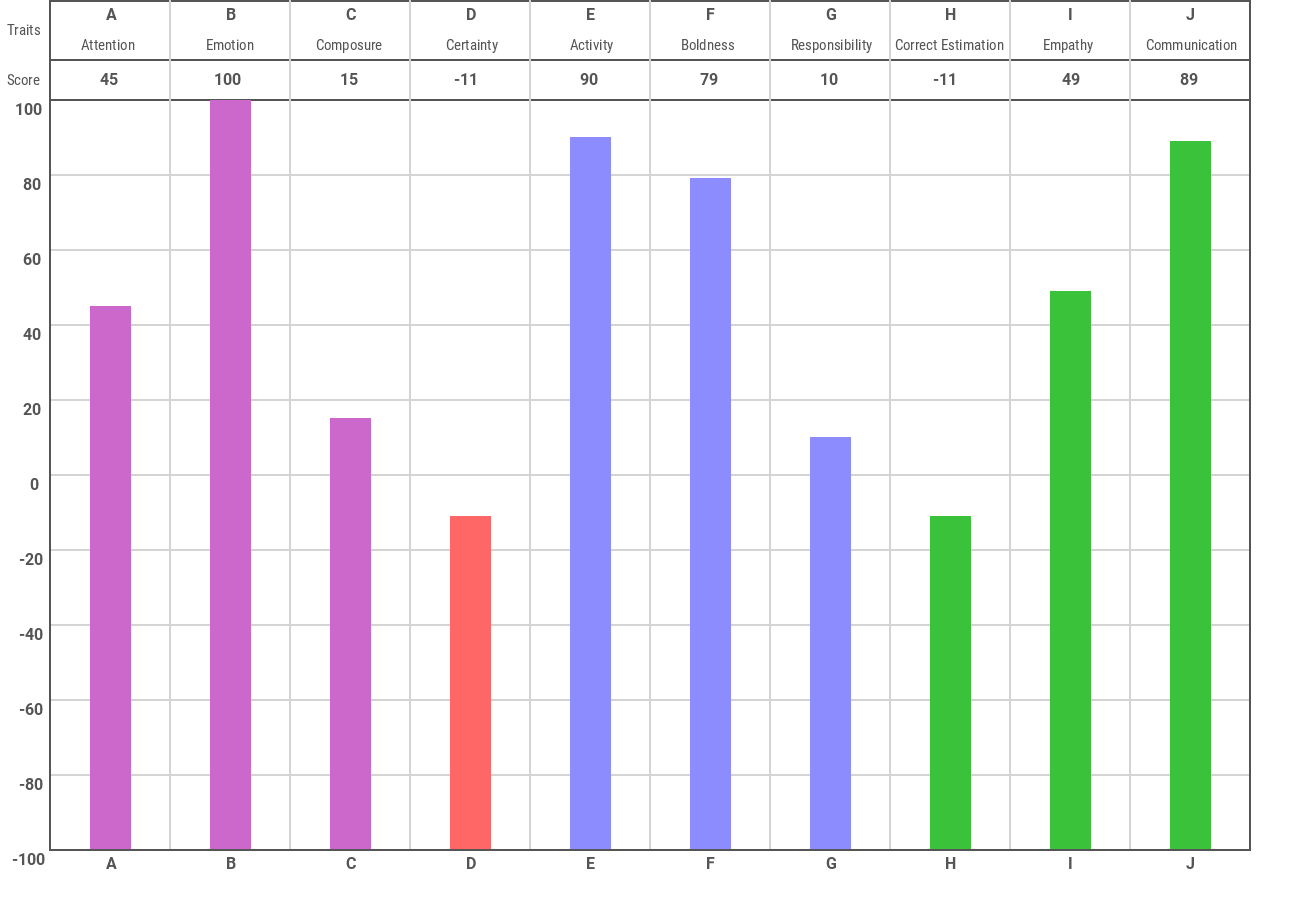 Traits A B C D E F G H I J
Attention Emotion Composure Certainty Activity Boldness Responsibility Correct Estimation Empathy Communication
Score 45 100 15 -11 90 79 10 -11 49 89
100
80
60
40
20
0
-20
-40
-60
-80
-100
A B C D E F G H I J